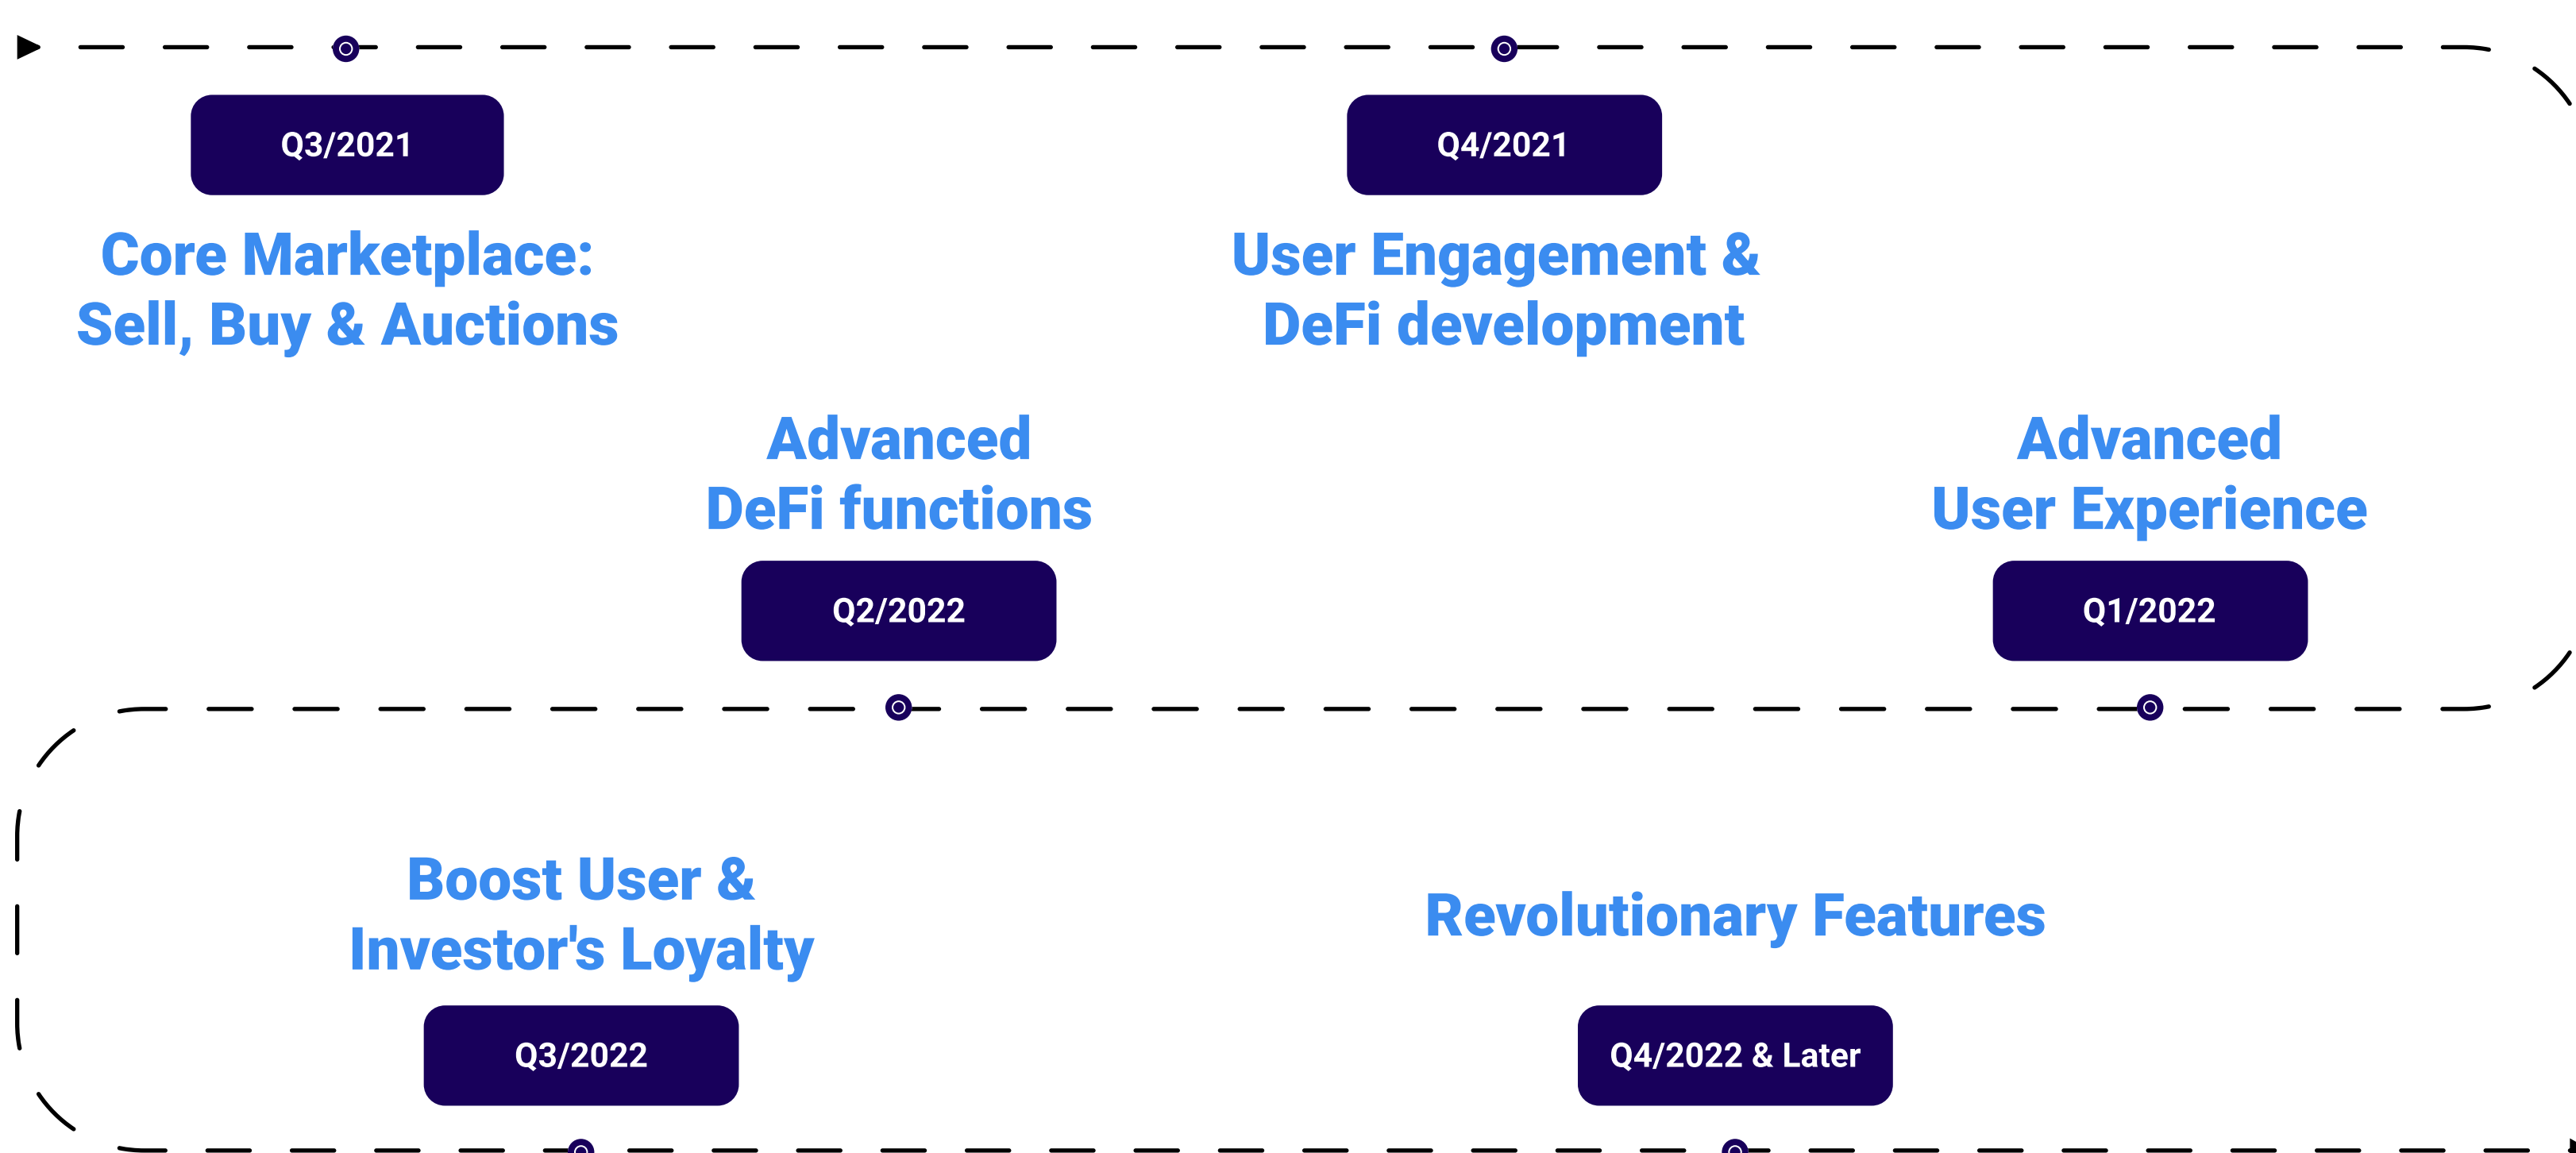 Q3/2021
Core Marketplace:
Sell, Buy & Auctions
Q4/2021
User Engagement &
DeFi development
Advanced
User Experience
Q1/2022
Advanced
DeFi functions
Q2/2022
Boost User &
Investor's Loyalty
Q3/2022
Revolutionary Features
Q4/2022 & Later